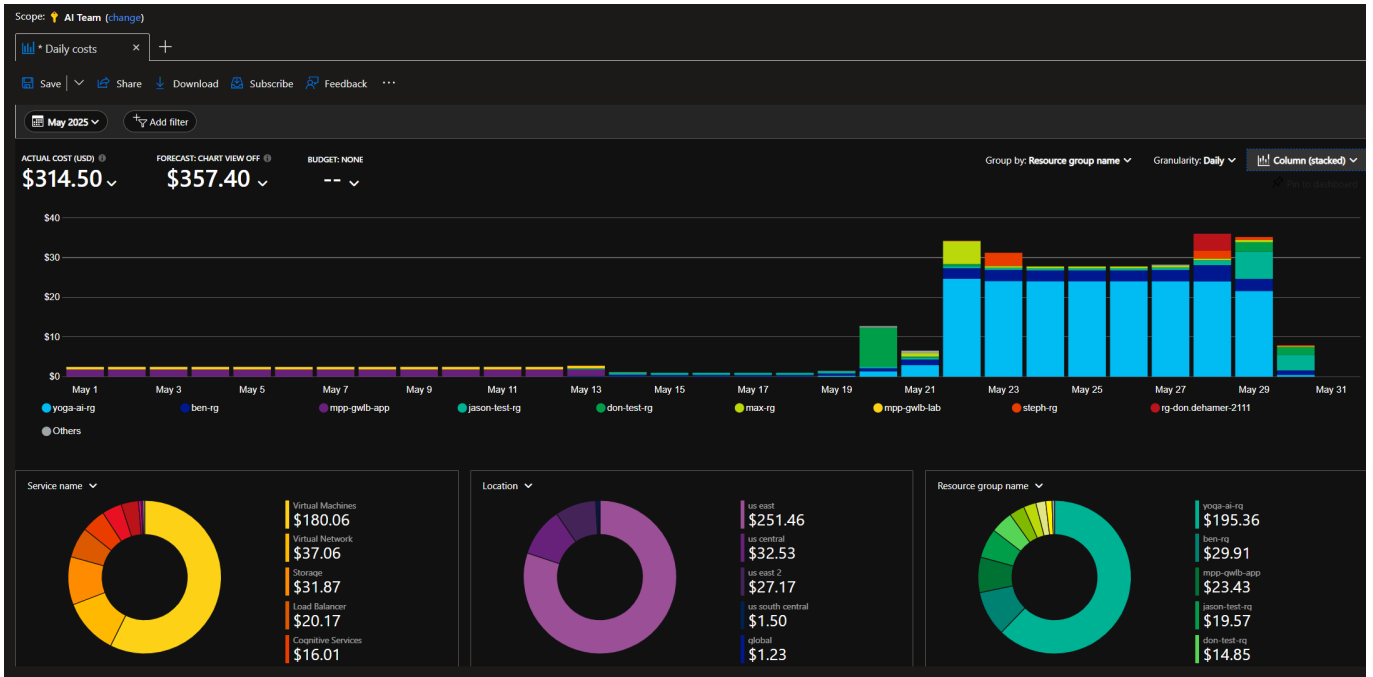 Scope: AI Team (change)
* Daily costs × +
Save Share Download Subscribe Feedback ...
May 2025 Add filter
ACTUAL COST (USD) FORECAST: CHART VIEW OFF BUDGET: NONE
$314.50 $357.40 --
Group by: Resource group name Granularity: Daily Column (stacked)
Pin to dashboard
$40
$30
$20
$10
$0
May 1 May 3 May 5 May 7 May 9 May 11 May 13 May 15 May 17 May 19 May 21 May 23 May 25 May 27 May 29 May 31
yoga-ai-rg ben-rg mpp-gwlb-app jason-test-rg don-test-rg max-rg mpp-gwlb-lab steph-rg rg-don.dehamer-2111
Others
Service name
Virtual Machines
$180.06
Virtual Network
$37.06
Storage
$31.87
Load Balancer
$20.17
Cognitive Services
$16.01
Location
us east
$251.46
us central
$32.53
us east 2
$27.17
us south central
$1.50
global
$1.23
Resource group name
yoga-ai-rg
$195.36
ben-rg
$29.91
mpp-gwlb-app
$23.43
jason-test-rg
$19.57
don-test-rg
$14.85